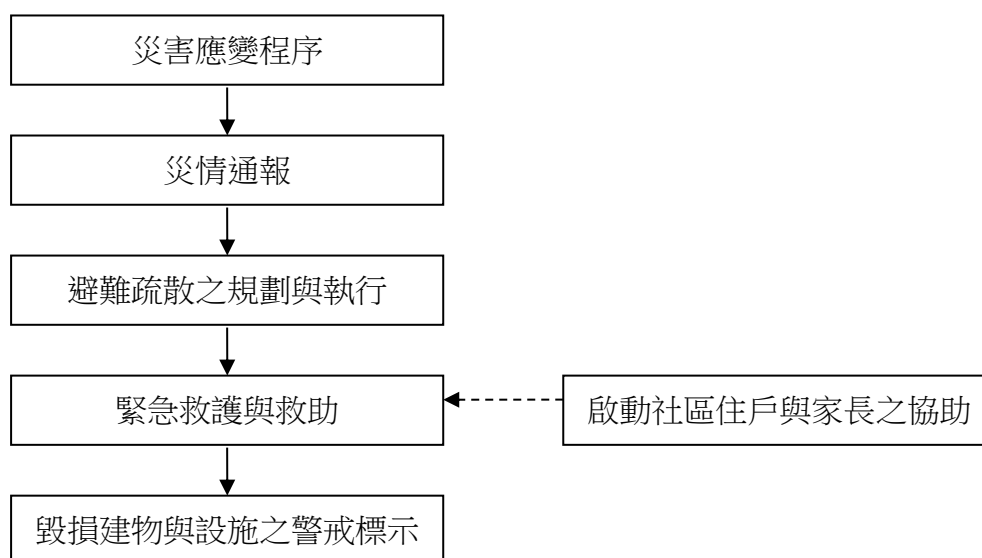 災害應變程序
災情通報
避難疏散之規劃與執行
緊急救護與救助
啟動社區住戶與家長之協助
毀損建物與設施之警戒標示